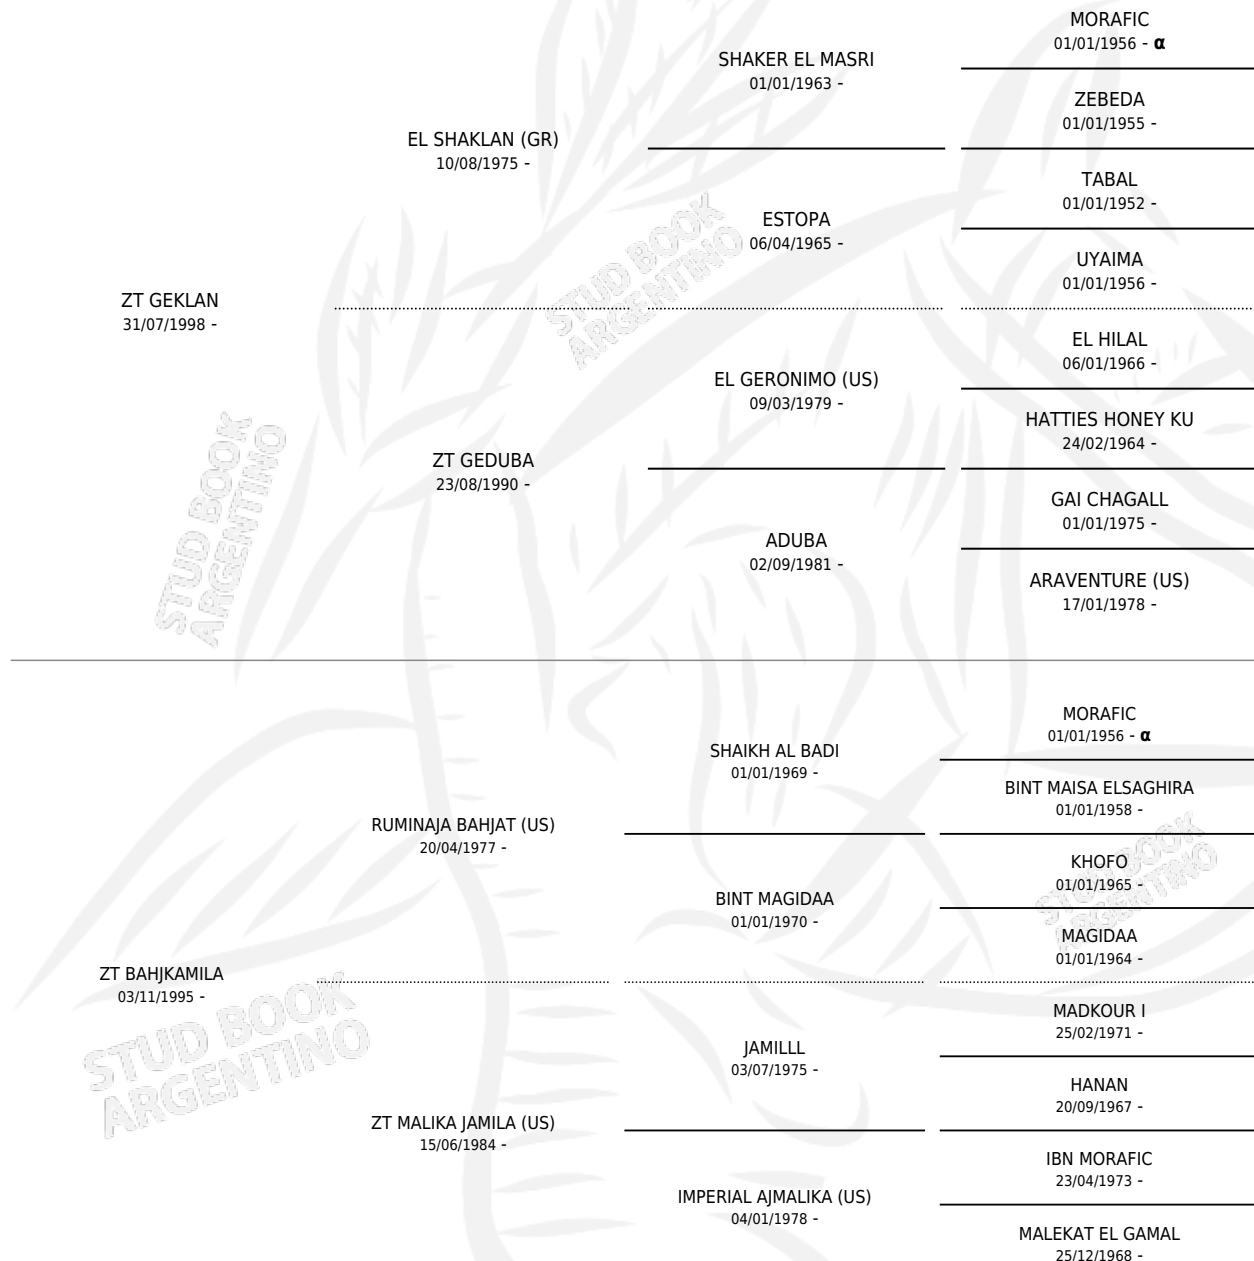 MORAFIC
01/01/1956 - α
SHAKER EL MASRI
01/01/1963 -
ZEBEDA
01/01/1955 -
EL SHAKLAN (GR)
10/08/1975 -
TABAL
01/01/1952 -
ESTOPA
06/04/1965 -
UYAIMA
01/01/1956 -
ZT GEKLAN
31/07/1998 -
EL HILAL
06/01/1966 -
EL GERONIMO (US)
09/03/1979 -
HATTIES HONEY KU
24/02/1964 -
ZT GEDUBA
23/08/1990 -
GAI CHAGALL
01/01/1975 -
ADUBA
02/09/1981 -
ARAVENTURE (US)
17/01/1978 -
STUD BOOK
ARGENTINO
STUD BOOK
ARGENTINO
MORAFIC
01/01/1956 - α
SHAIKH AL BADI
01/01/1969 -
BINT MAISA ELSAGHIRA
01/01/1958 -
RUMINAJA BAHJAT (US)
20/04/1977 -
KHOFO
01/01/1965 -
BINT MAGIDAA
01/01/1970 -
MAGIDAA
01/01/1964 -
ZT BAHJKAMILA
03/11/1995 -
MADKOUR I
25/02/1971 -
JAMILLL
03/07/1975 -
HANAN
20/09/1967 -
ZT MALIKA JAMILA (US)
15/06/1984 -
IBN MORAFIC
23/04/1973 -
IMPERIAL AJMALIKA (US)
04/01/1978 -
MALEKAT EL GAMAL
25/12/1968 -
STUD BOOK
ARGENTINO
STUD BOOK
ARGENTINO